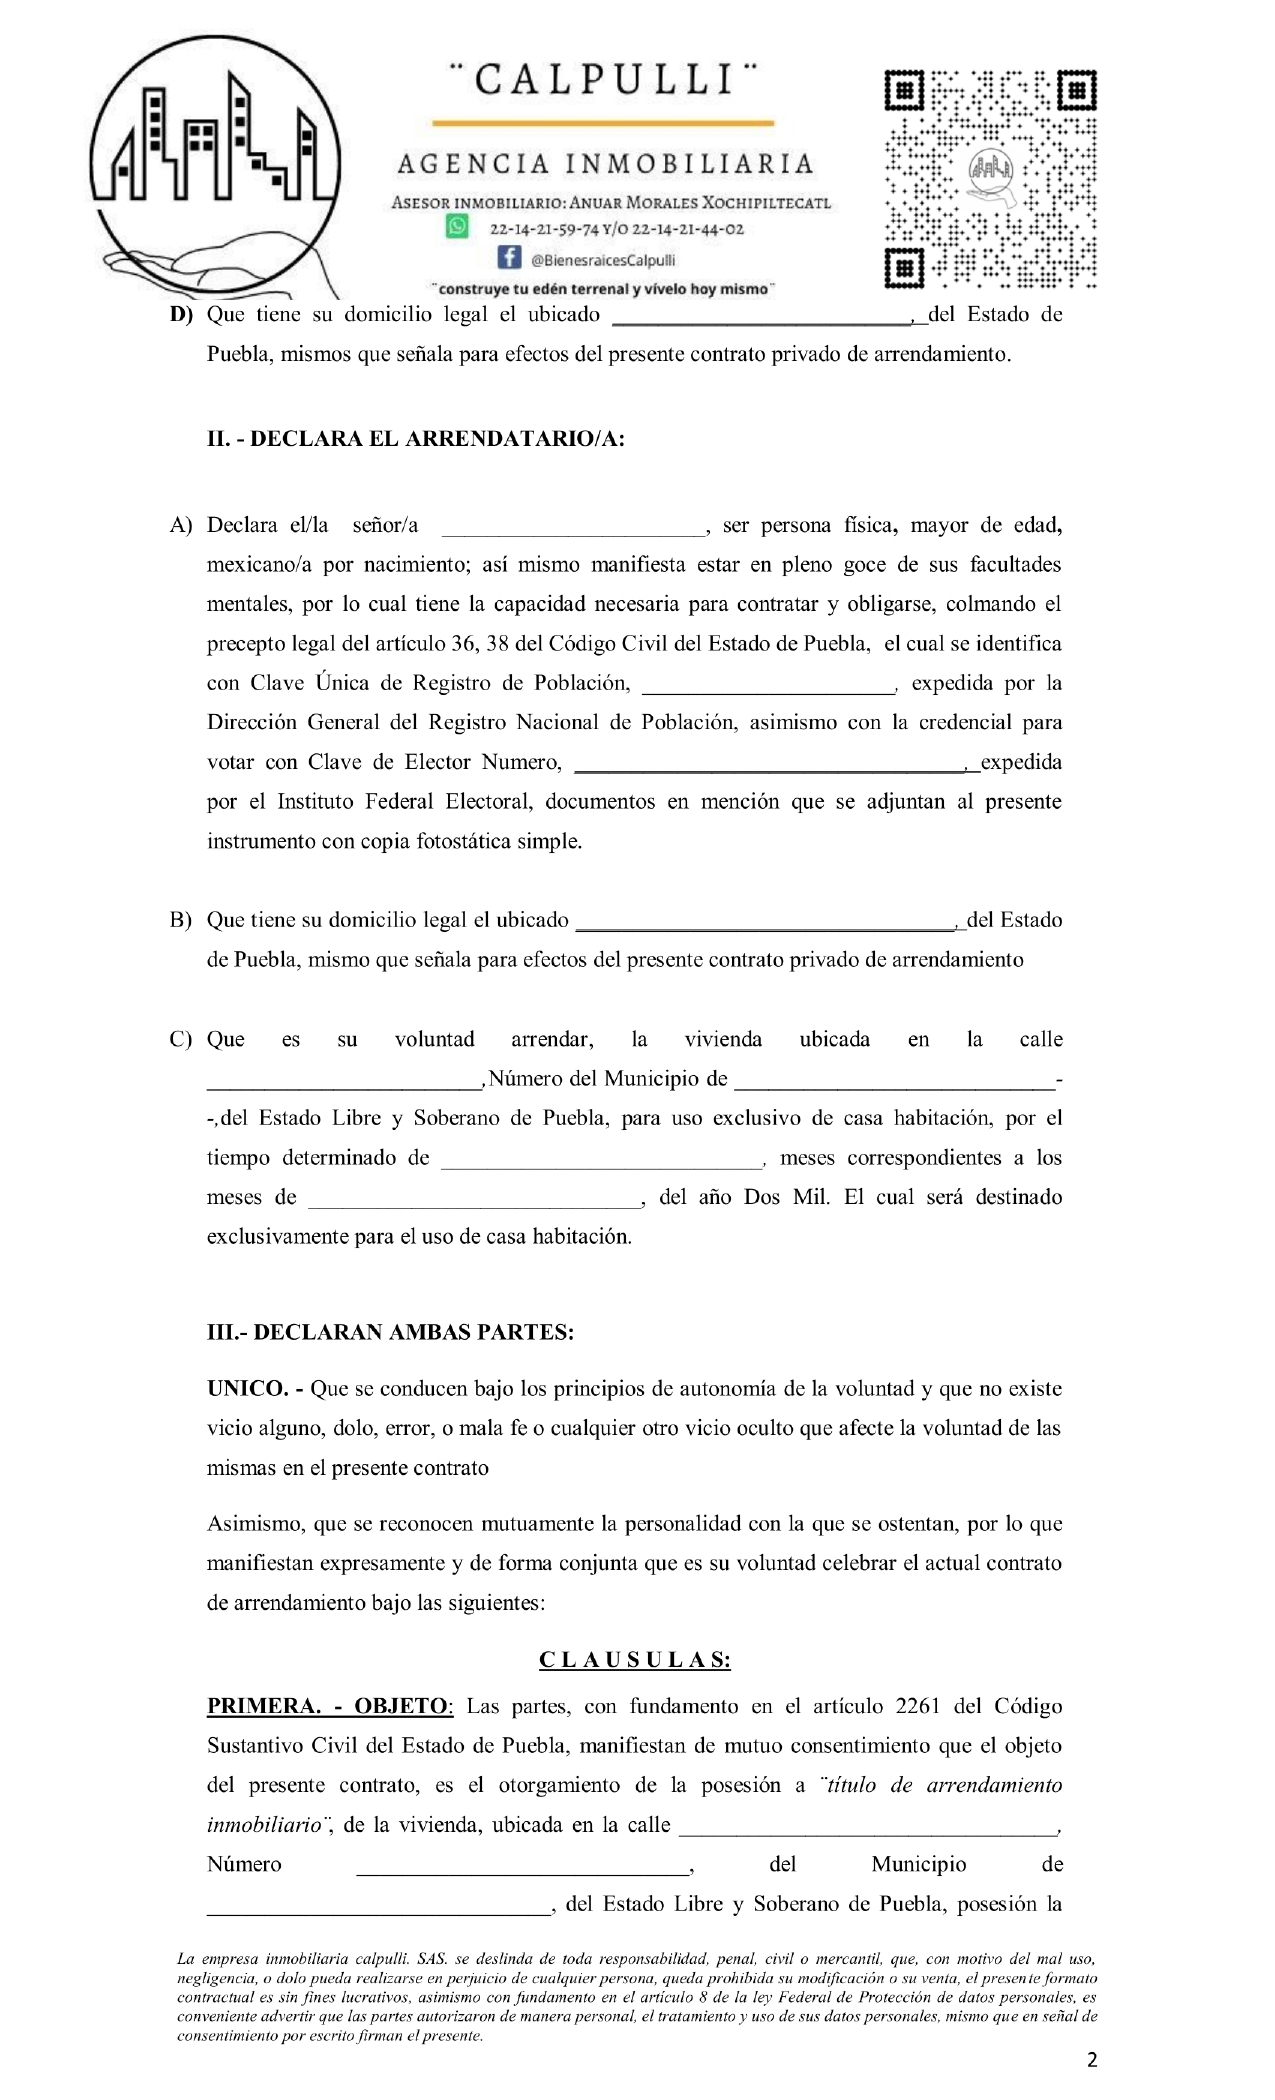 ¨CALPULLI¨
AGENCIA INMOBILIARIA
ASESOR INMOBILIARIO: ANUAR MORALES XOCHIPILTECATL
22-14-21-59-74 Y/O 22-14-21-44-02
@BienesraicesCalpulli
¨construye tu edén terrenal y vívelo hoy mismo¨
D) Que tiene su domicilio legal el ubicado __________________________, del Estado de
Puebla, mismos que señala para efectos del presente contrato privado de arrendamiento.
II. - DECLARA EL ARRENDATARIO/A:
A) Declara el/la señor/a _______________________, ser persona física, mayor de edad,
mexicano/a por nacimiento; así mismo manifiesta estar en pleno goce de sus facultades
mentales, por lo cual tiene la capacidad necesaria para contratar y obligarse, colmando el
precepto legal del artículo 36, 38 del Código Civil del Estado de Puebla, el cual se identifica
con Clave Única de Registro de Población, ______________________, expedida por la
Dirección General del Registro Nacional de Población, asimismo con la credencial para
votar con Clave de Elector Numero, __________________________________, expedida
por el Instituto Federal Electoral, documentos en mención que se adjuntan al presente
instrumento con copia fotostática simple.
B) Que tiene su domicilio legal el ubicado _________________________________, del Estado
de Puebla, mismo que señala para efectos del presente contrato privado de arrendamiento
C) Que es su voluntad arrendar, la vivienda ubicada en la calle
________________________,Número del Municipio de ____________________________-
-,del Estado Libre y Soberano de Puebla, para uso exclusivo de casa habitación, por el
tiempo determinado de ____________________________, meses correspondientes a los
meses de _____________________________, del año Dos Mil. El cual será destinado
exclusivamente para el uso de casa habitación.
III.- DECLARAN AMBAS PARTES:
UNICO. - Que se conducen bajo los principios de autonomía de la voluntad y que no existe
vicio alguno, dolo, error, o mala fe o cualquier otro vicio oculto que afecte la voluntad de las
mismas en el presente contrato
Asimismo, que se reconocen mutuamente la personalidad con la que se ostentan, por lo que
manifiestan expresamente y de forma conjunta que es su voluntad celebrar el actual contrato
de arrendamiento bajo las siguientes:
C L A U S U L A S:
PRIMERA. - OBJETO: Las partes, con fundamento en el artículo 2261 del Código
Sustantivo Civil del Estado de Puebla, manifiestan de mutuo consentimiento que el objeto
del presente contrato, es el otorgamiento de la posesión a ¨título de arrendamiento
inmobiliario¨, de la vivienda, ubicada en la calle _________________________________,
Número _____________________________, del Municipio de
______________________________, del Estado Libre y Soberano de Puebla, posesión la
La empresa inmobiliaria calpulli. SAS. se deslinda de toda responsabilidad, penal, civil o mercantil, que, con motivo del mal uso,
negligencia, o dolo pueda realizarse en perjuicio de cualquier persona, queda prohibida su modificación o su venta, el presente formato
contractual es sin fines lucrativos, asimismo con fundamento en el artículo 8 de la ley Federal de Protección de datos personales, es
conveniente advertir que las partes autorizaron de manera personal, el tratamiento y uso de sus datos personales, mismo que en señal de
consentimiento por escrito firman el presente.
2